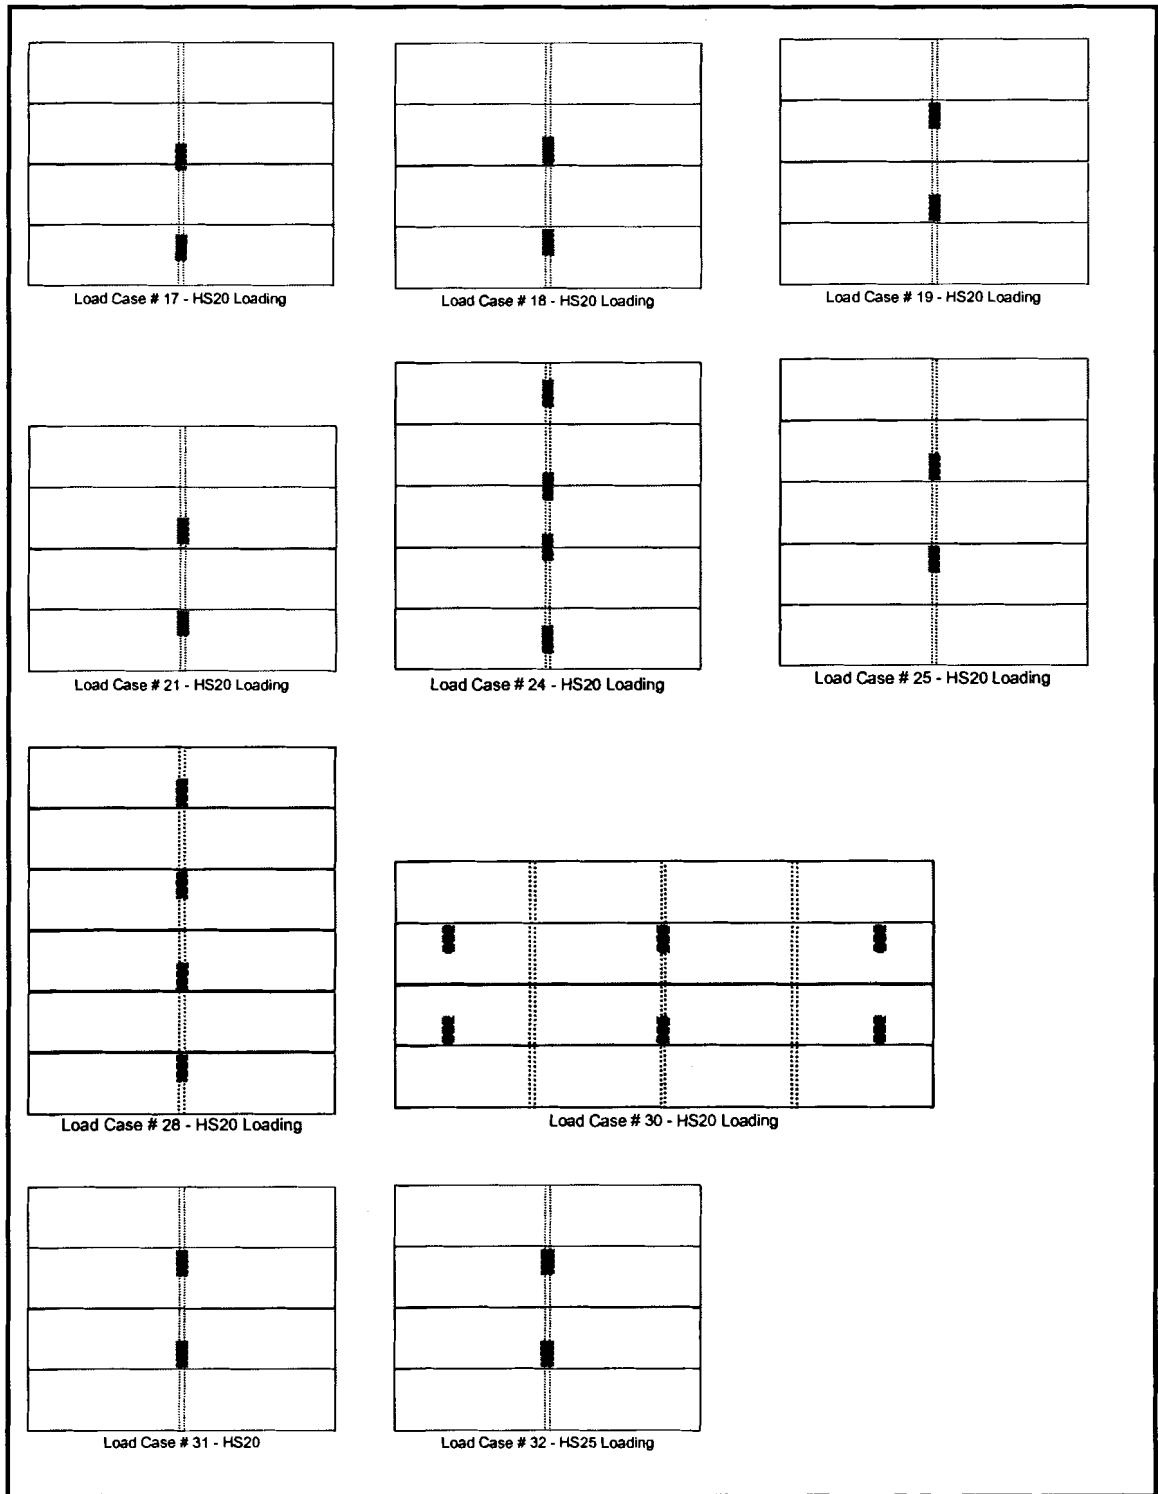 Load Case # 17 - HS20 Loading
Load Case # 18 - HS20 Loading
Load Case # 19 - HS20 Loading
Load Case # 21 - HS20 Loading
Load Case # 24 - HS20 Loading
Load Case # 25 - HS20 Loading
Load Case # 28 - HS20 Loading
Load Case # 30 - HS20 Loading
Load Case # 31 - HS20
Load Case # 32 - HS25 Loading